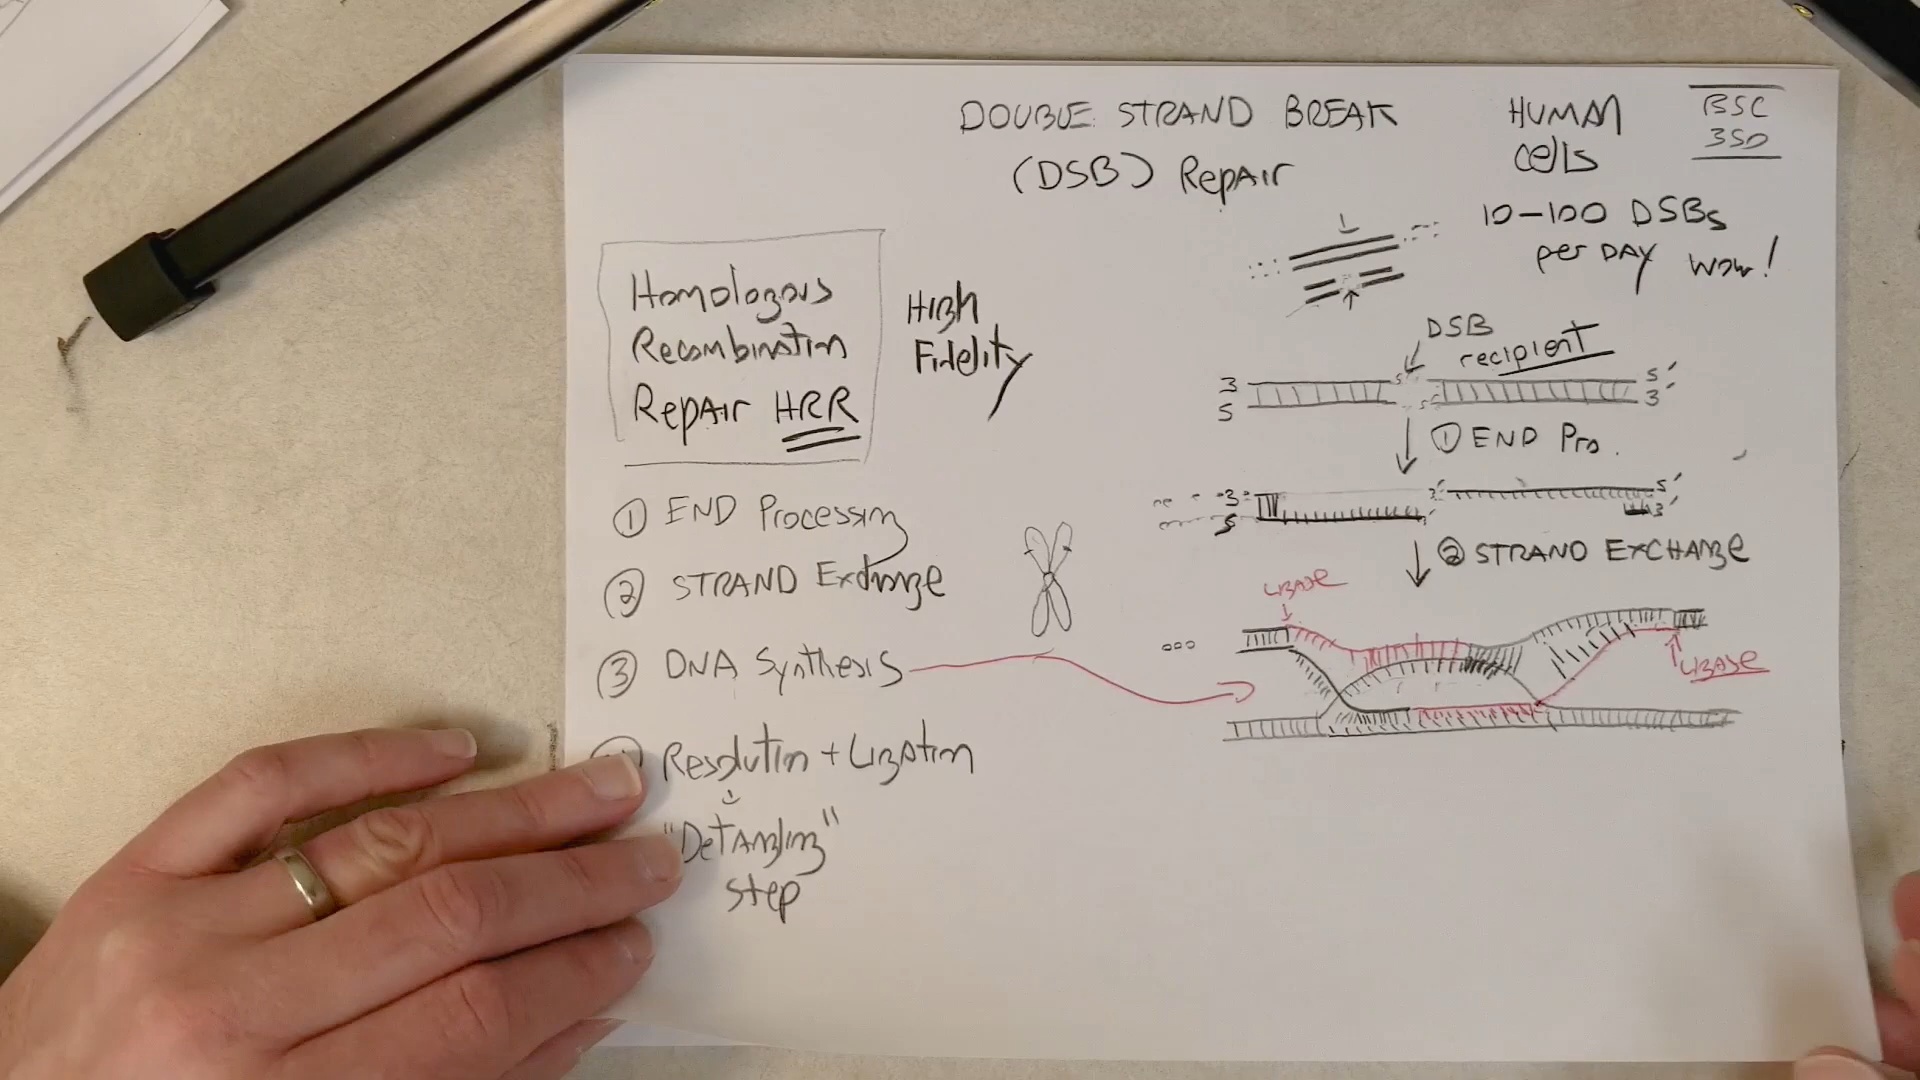 DOUBLE STRAND BREAK
(DSB) Repair
HUMAN
cells
BSC
350
10-100 DSBs
per DAY wow!
Homologous
Recombination
Repair HRR
High
Fidelity
① END Processing
② STRAND Exchange
③ DNA Synthesis
Resolution + Ligation
"Detangling"
step
DSB
recipient
3 5'
5 3'
① END Pro.
3 3' 5'
5 3'
② STRAND EXCHANGE
LIGASE
LIGASE